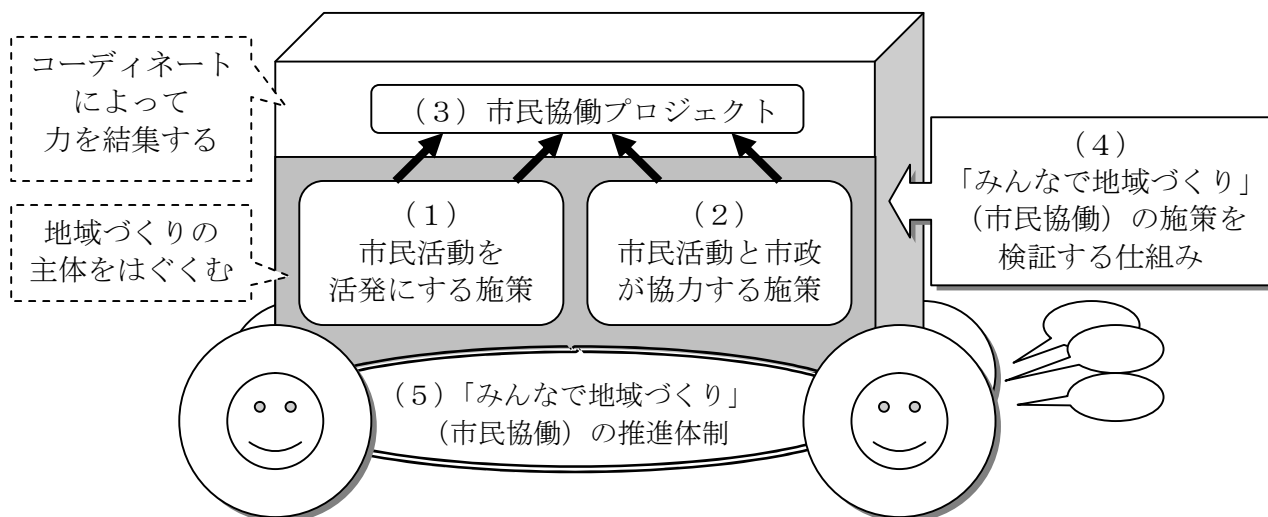 コーディネート
によって
力を結集する
（３）市民協働プロジェクト
（４）
「みんなで地域づくり」
（市民協働）の施策を
検証する仕組み
地域づくりの
主体をはぐくむ
（１）
市民活動を
活発にする施策
（２）
市民活動と市政
が協力する施策
（５）「みんなで地域づくり」
（市民協働）の推進体制